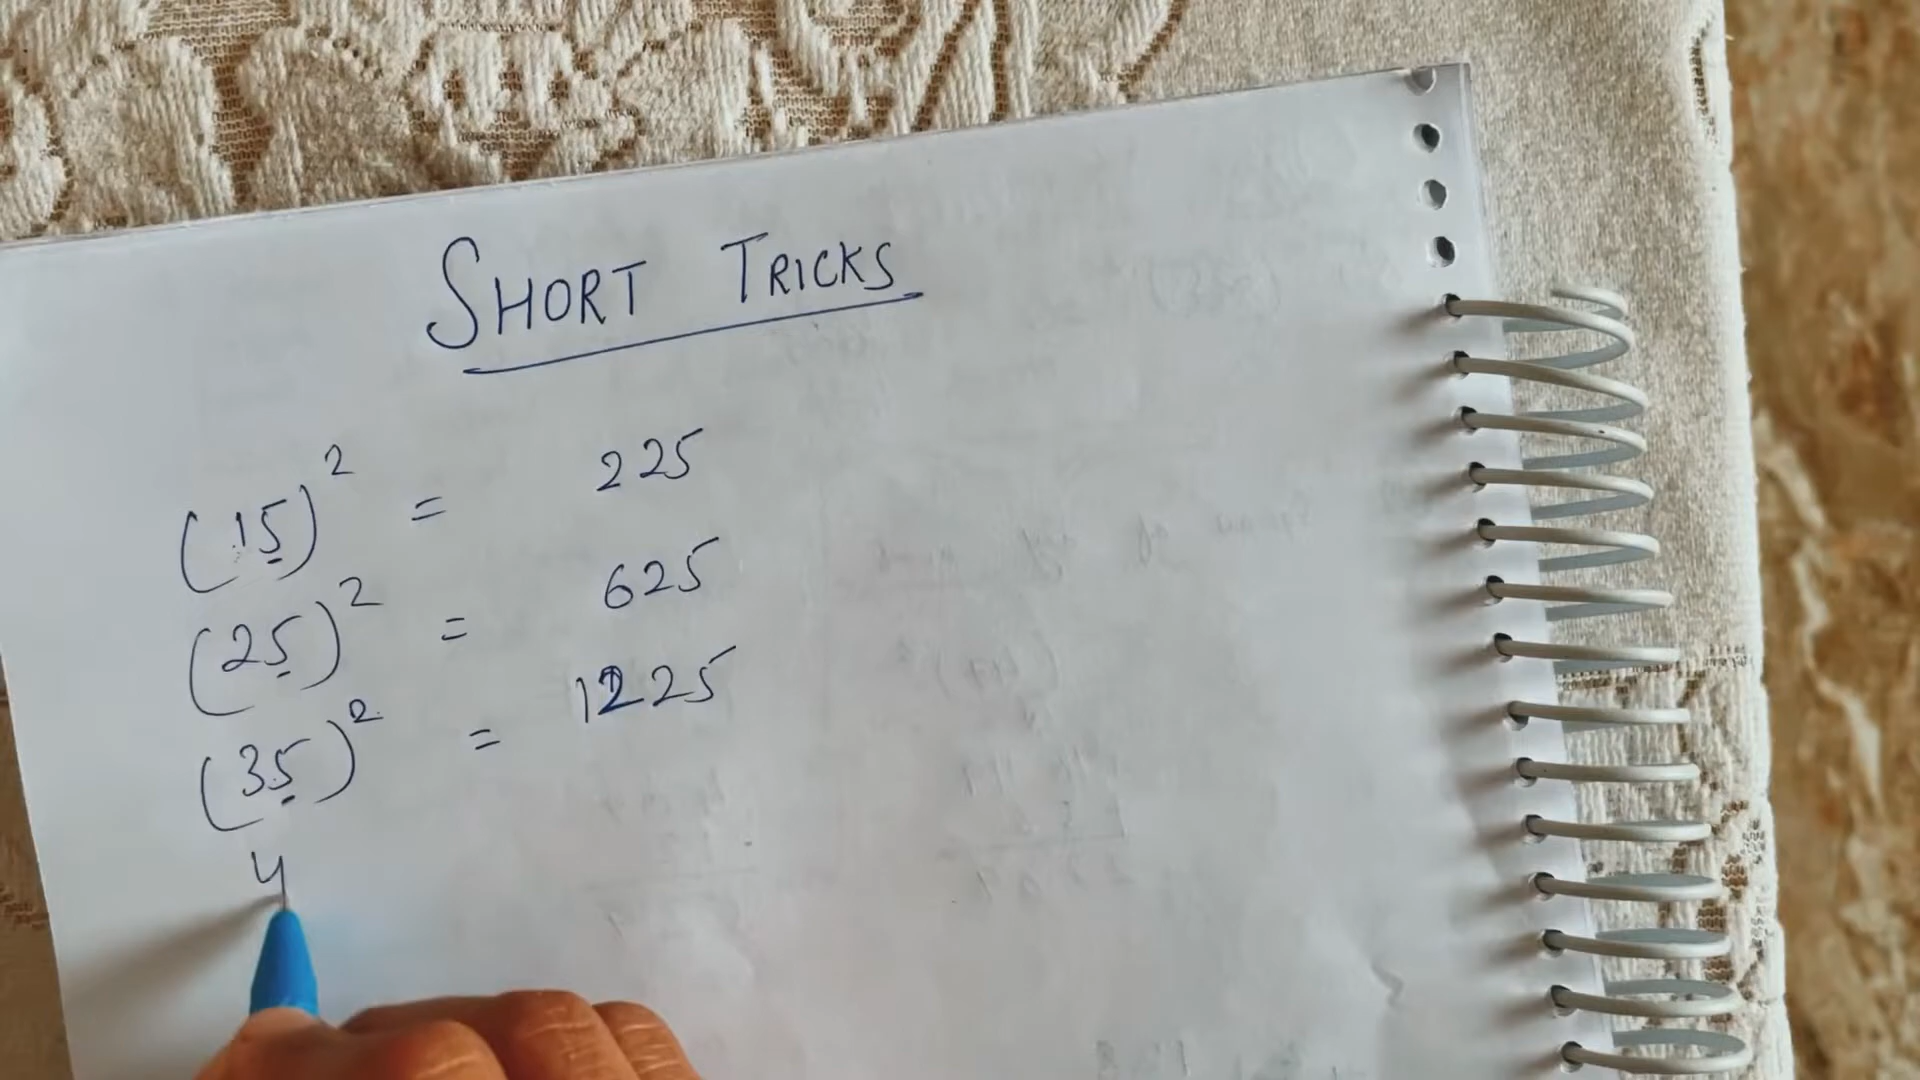 SHORT TRICKS
(15)² = 225
(25)² = 625
(35)² = 1225
4